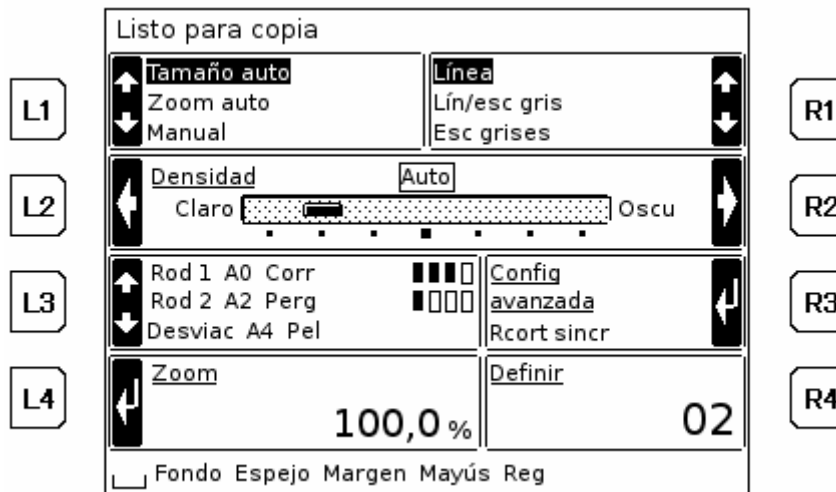 Listo para copia
L1
Tamaño auto
Zoom auto
Manual
Línea
Lín/esc gris
Esc grises
R1
L2
Densidad
Auto
Claro
Oscu
R2
L3
Rod 1 A0 Corr
Rod 2 A2 Perg
Desviac A4 Pel
Config
avanzada
Rcort sincr
R3
L4
Zoom
100,0 %
Definir
02
R4
Fondo Espejo Margen Mayús Reg